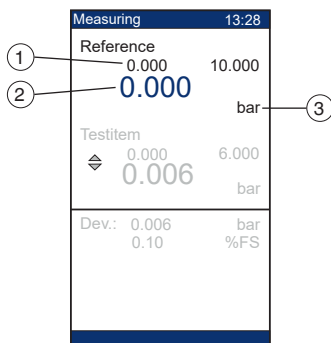 Measuring 13:28
Reference
1 0.000 10.000
2 0.000
bar 3
Testitem
0.000 6.000
0.006
bar
Dev.: 0.006 bar
0.10 %FS